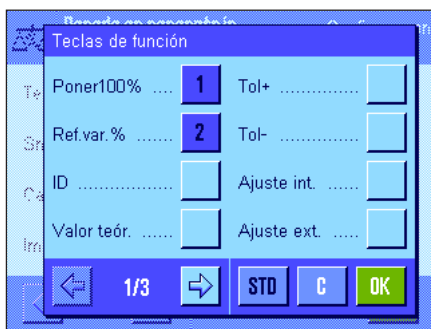 Teclas de función
Poner100% .... 1
Tol+ ...............
Ref.var.% ....... 2
Tol- ................
ID ..................
Ajuste int. ......
Valor teór. ......
Ajuste ext. .....
1/3
STD
C
OK